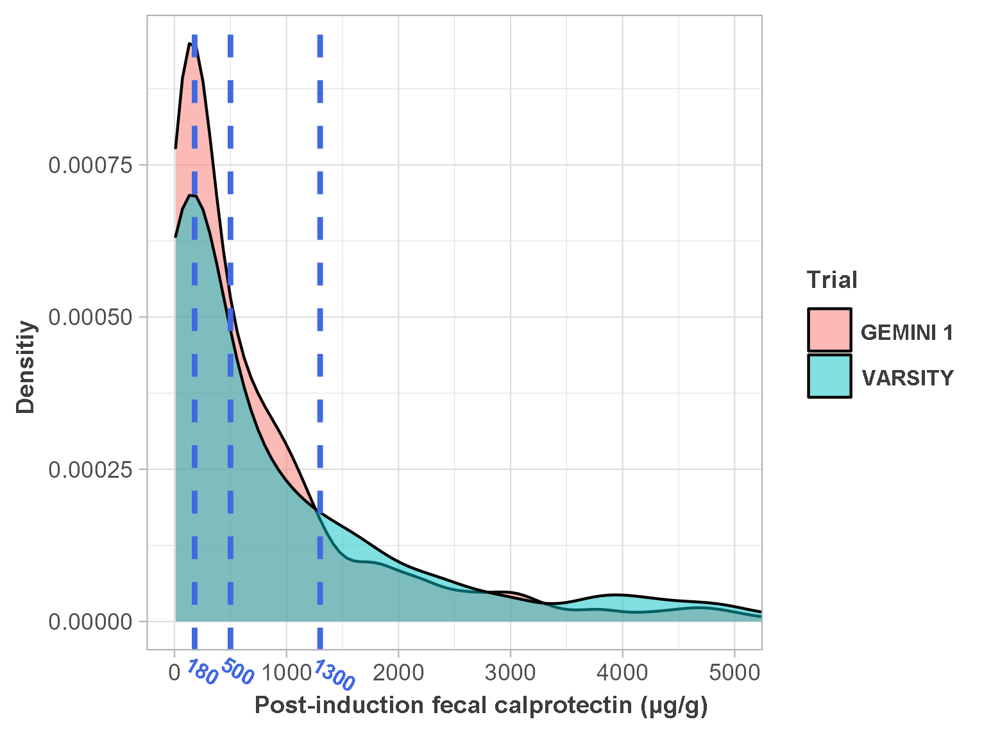 0.00075
0.00050
0.00025
0.00000
Densitiy
0 180 500 1000 1300 2000 3000 4000 5000
Post-induction fecal calprotectin (µg/g)
Trial
GEMINI 1
VARSITY